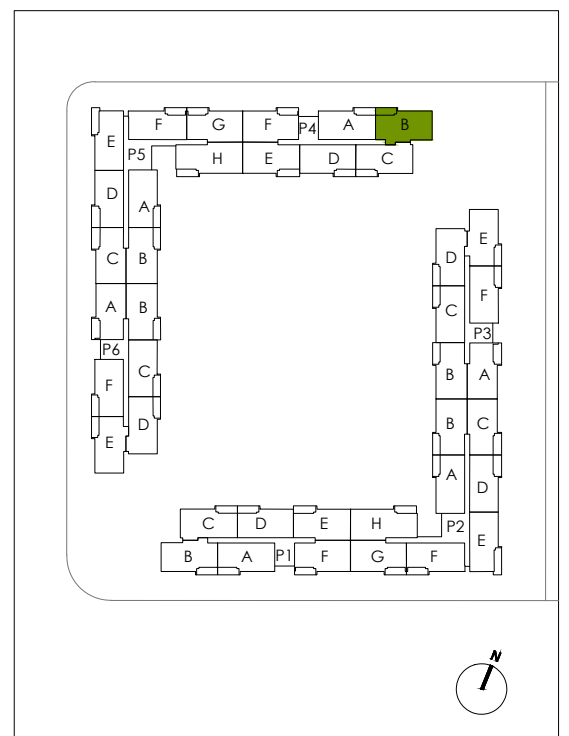 F G F P4 A B
E P5 H E D C
D A
C B
A B
P6 C
F D
E
D E
C F
P3
B A
B C
A D
P2 E
C D E H
B A P1 F G F
N